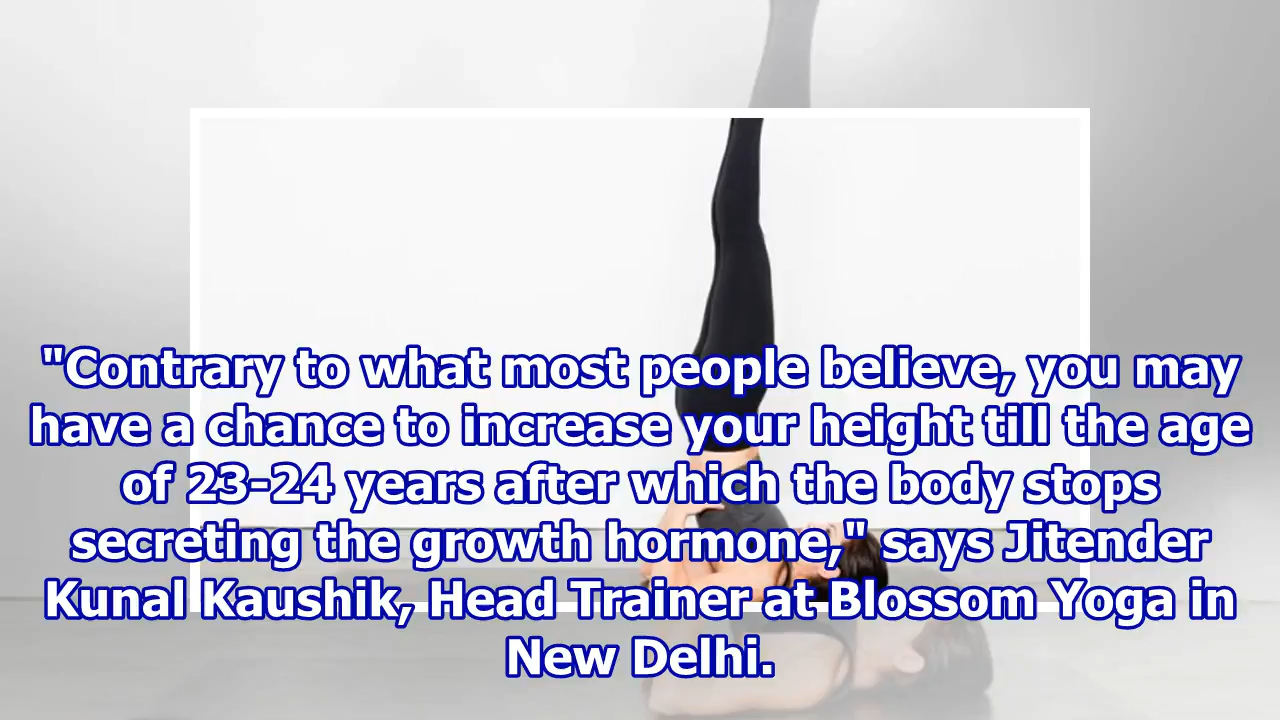 "Contrary to what most people believe, you may
have a chance to increase your height till the age
of 23-24 years after which the body stops
secreting the growth hormone," says Jitender
Kunal Kaushik, Head Trainer at Blossom Yoga in
New Delhi.